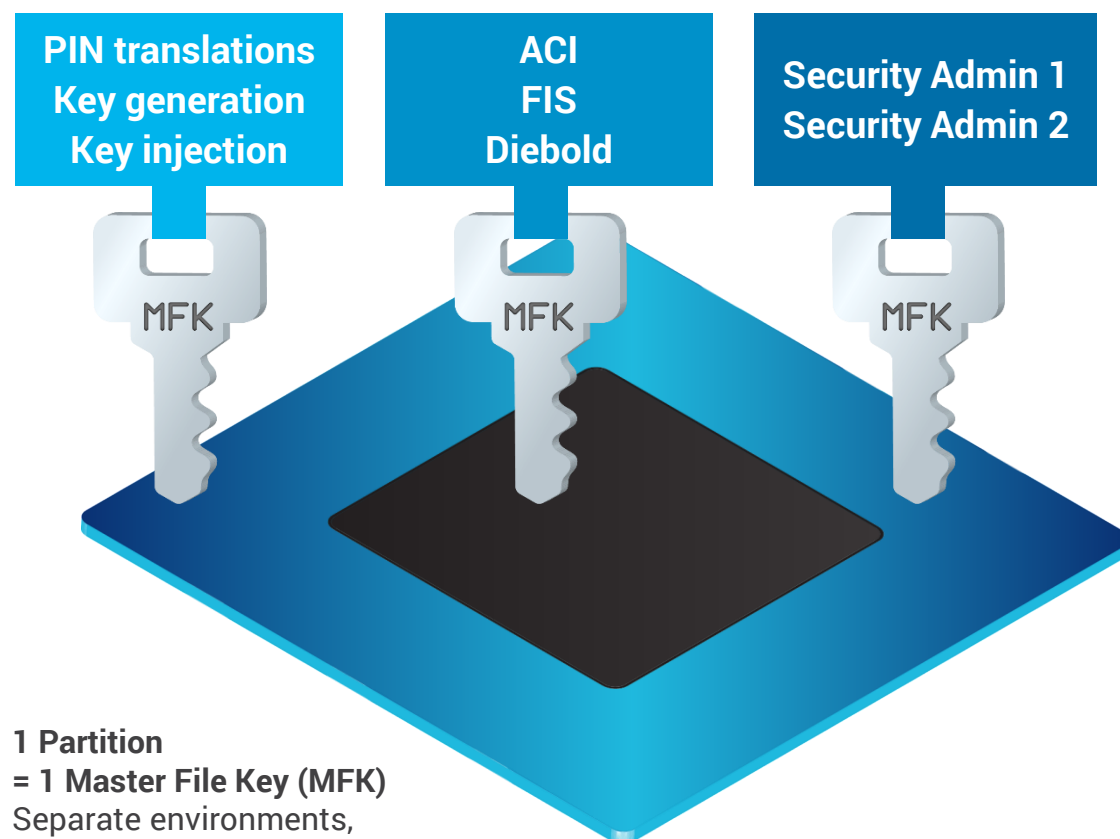 PIN translations
Key generation
Key injection
ACI
FIS
Diebold
Security Admin 1
Security Admin 2
MFK
MFK
MFK
1 Partition
= 1 Master File Key (MFK)
Separate environments,